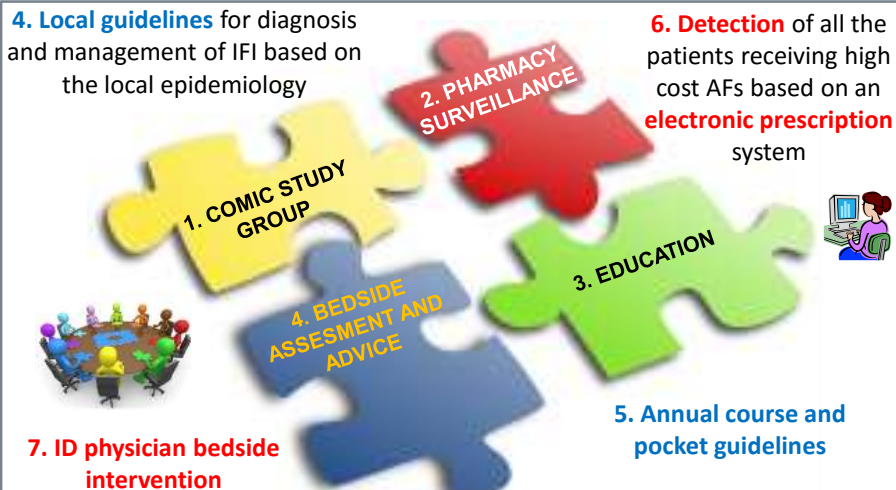 4. Local guidelines for diagnosis
and management of IFI based on
the local epidemiology
6. Detection of all the
patients receiving high
cost AFs based on an
electronic prescription
system
2. PHARMACY
SURVEILLANCE
1. COMIC STUDY
GROUP
3. EDUCATION
4. BEDSIDE
ASSESMENT AND
ADVICE
5. Annual course and
pocket guidelines
7. ID physician bedside
intervention